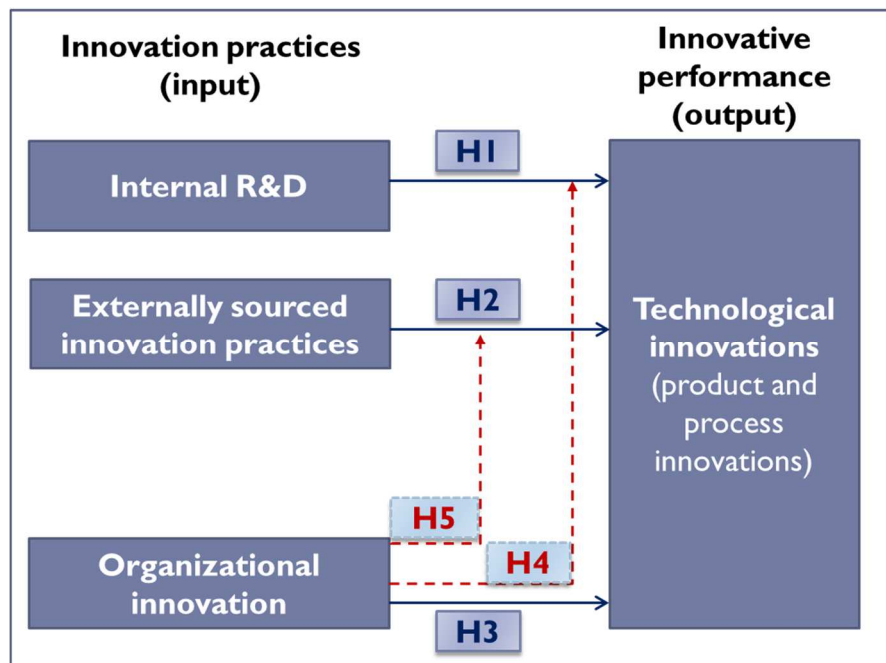 Innovation practices
(input)
Innovative
performance
(output)
Internal R&D
H1
Externally sourced
innovation practices
H2
Technological
innovations
(product and
process
innovations)
H5
Organizational
innovation
H4
H3